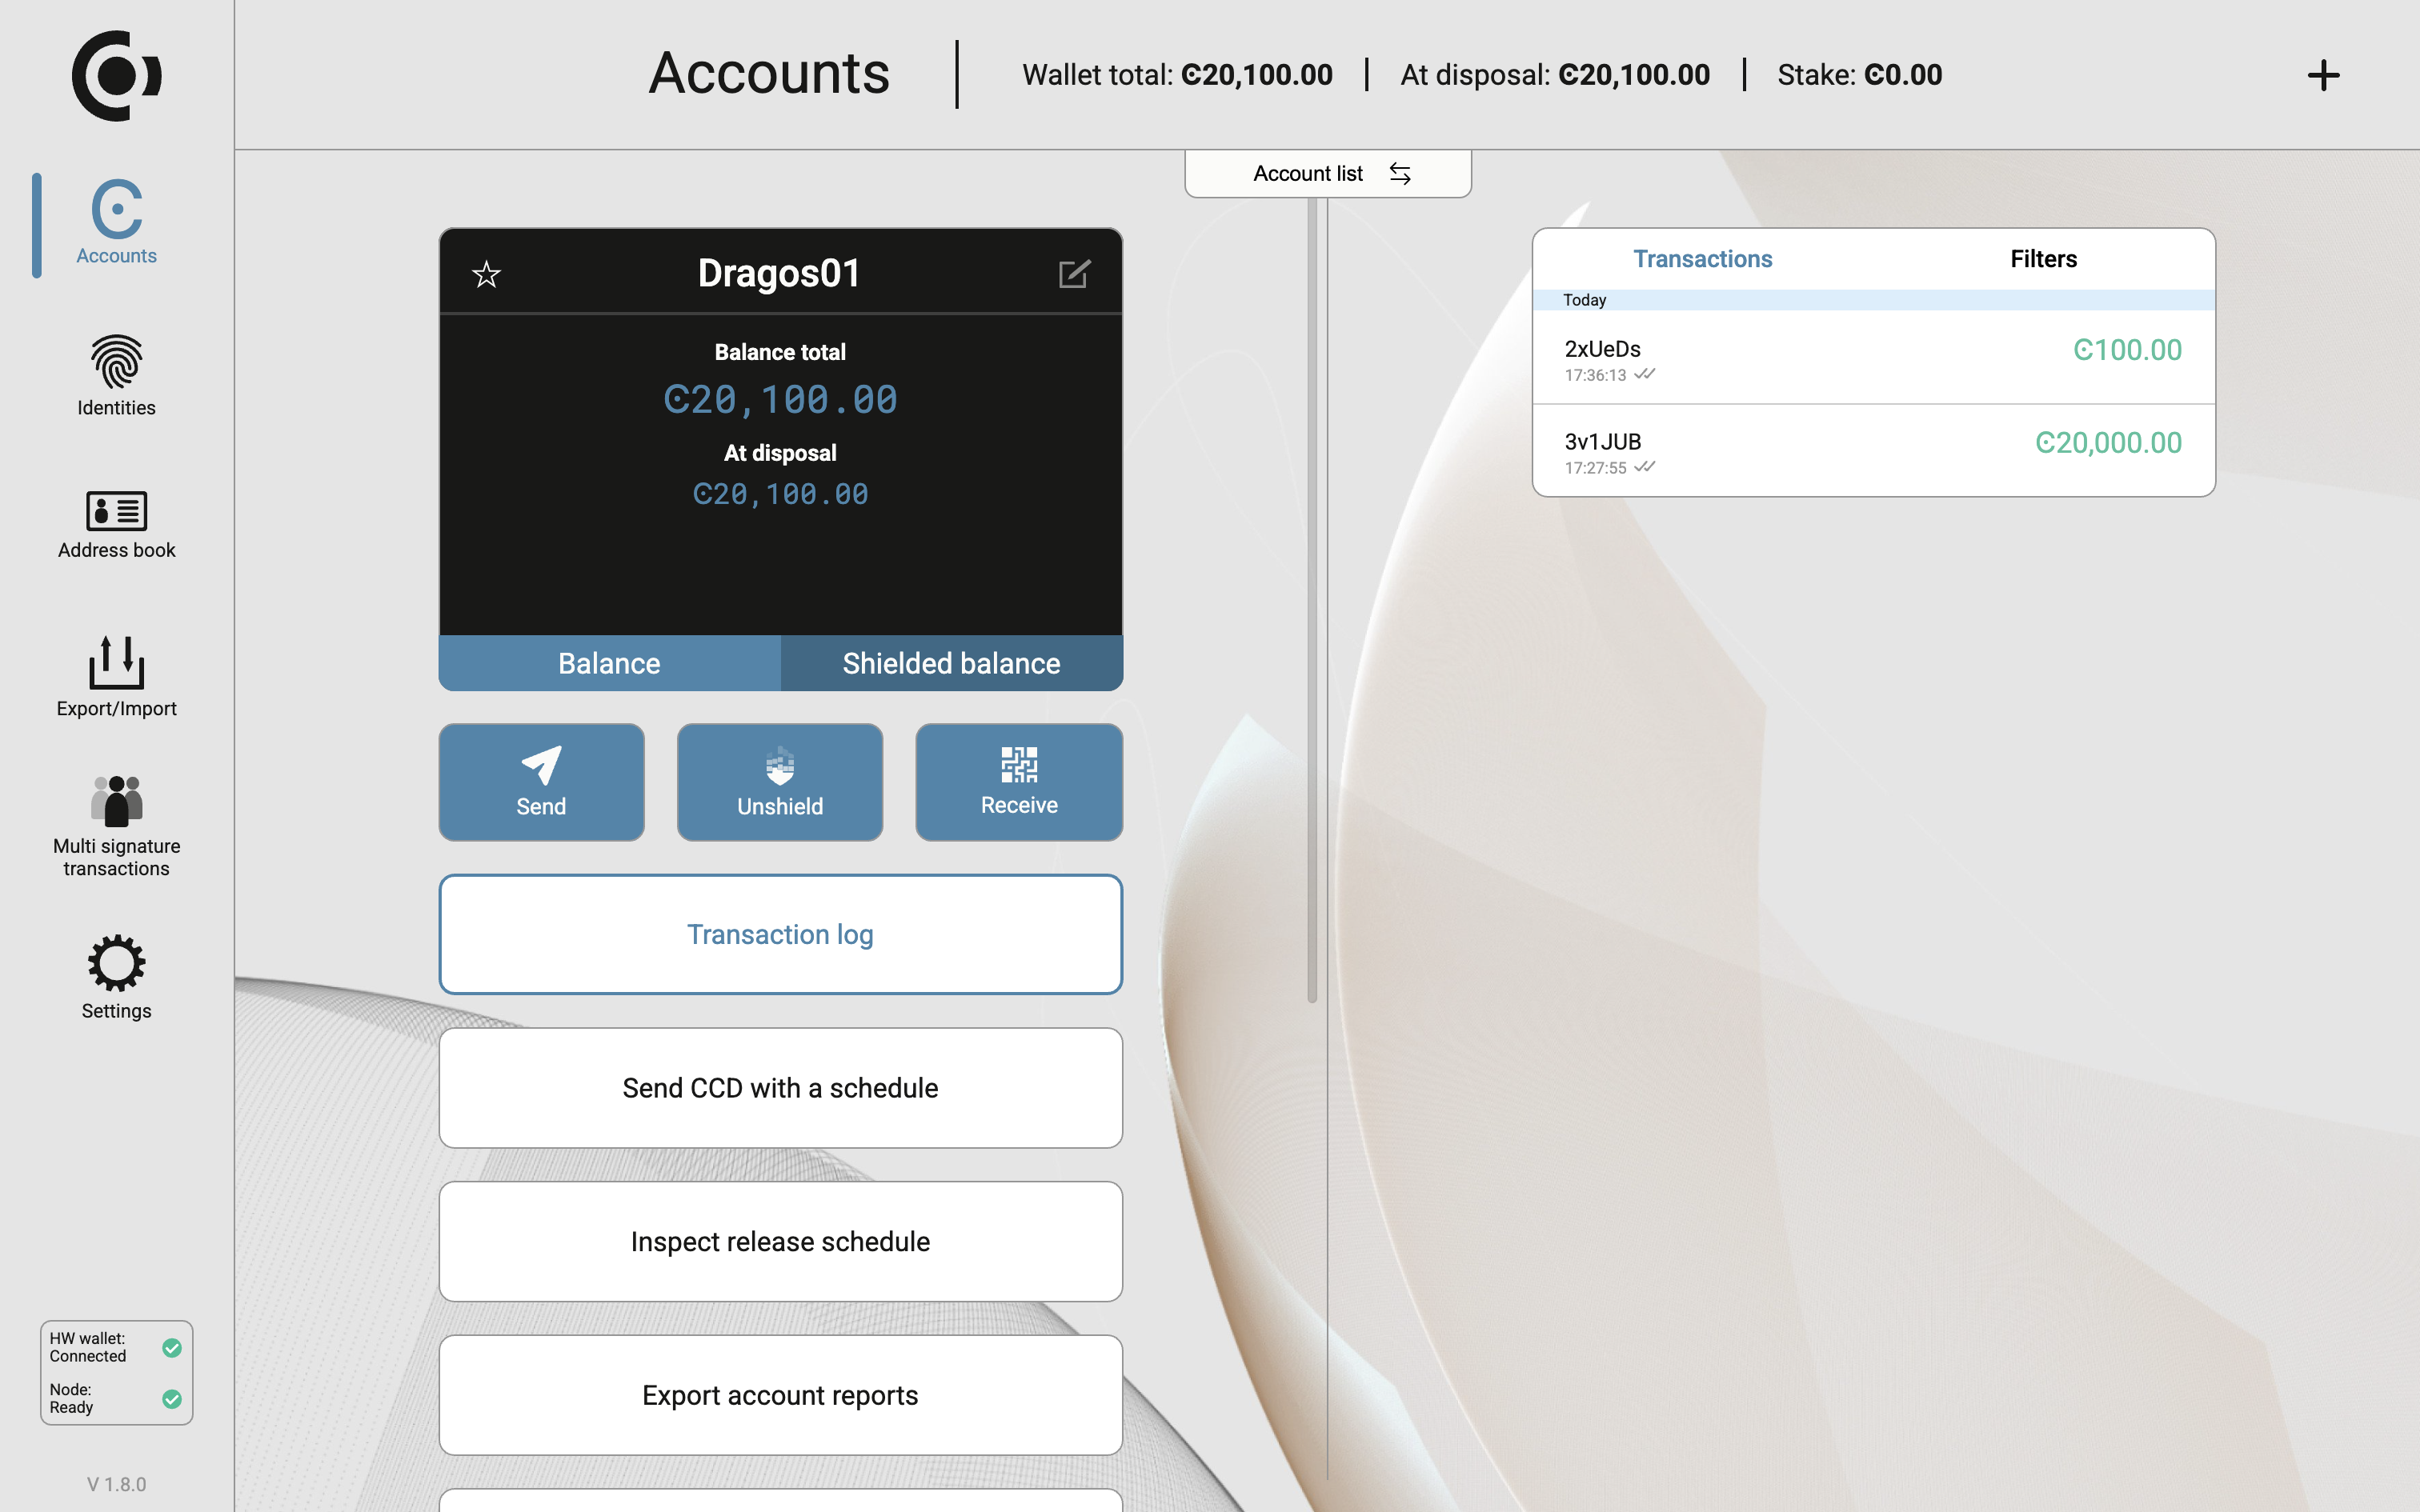 Accounts
Wallet total: Ͼ20,100.00
At disposal: Ͼ20,100.00
Stake: Ͼ0.00
Accounts
Identities
Address book
Export/Import
Multi signature
transactions
Settings
HW wallet:
Connected
Node:
Ready
V 1.8.0
Account list
Dragos01
Balance total
Ͼ20,100.00
At disposal
Ͼ20,100.00
Balance
Shielded balance
Send
Unshield
Receive
Transaction log
Send CCD with a schedule
Inspect release schedule
Export account reports
Transactions
Filters
Today
2xUeDs
Ͼ100.00
17:36:13
3v1JUB
Ͼ20,000.00
17:27:55